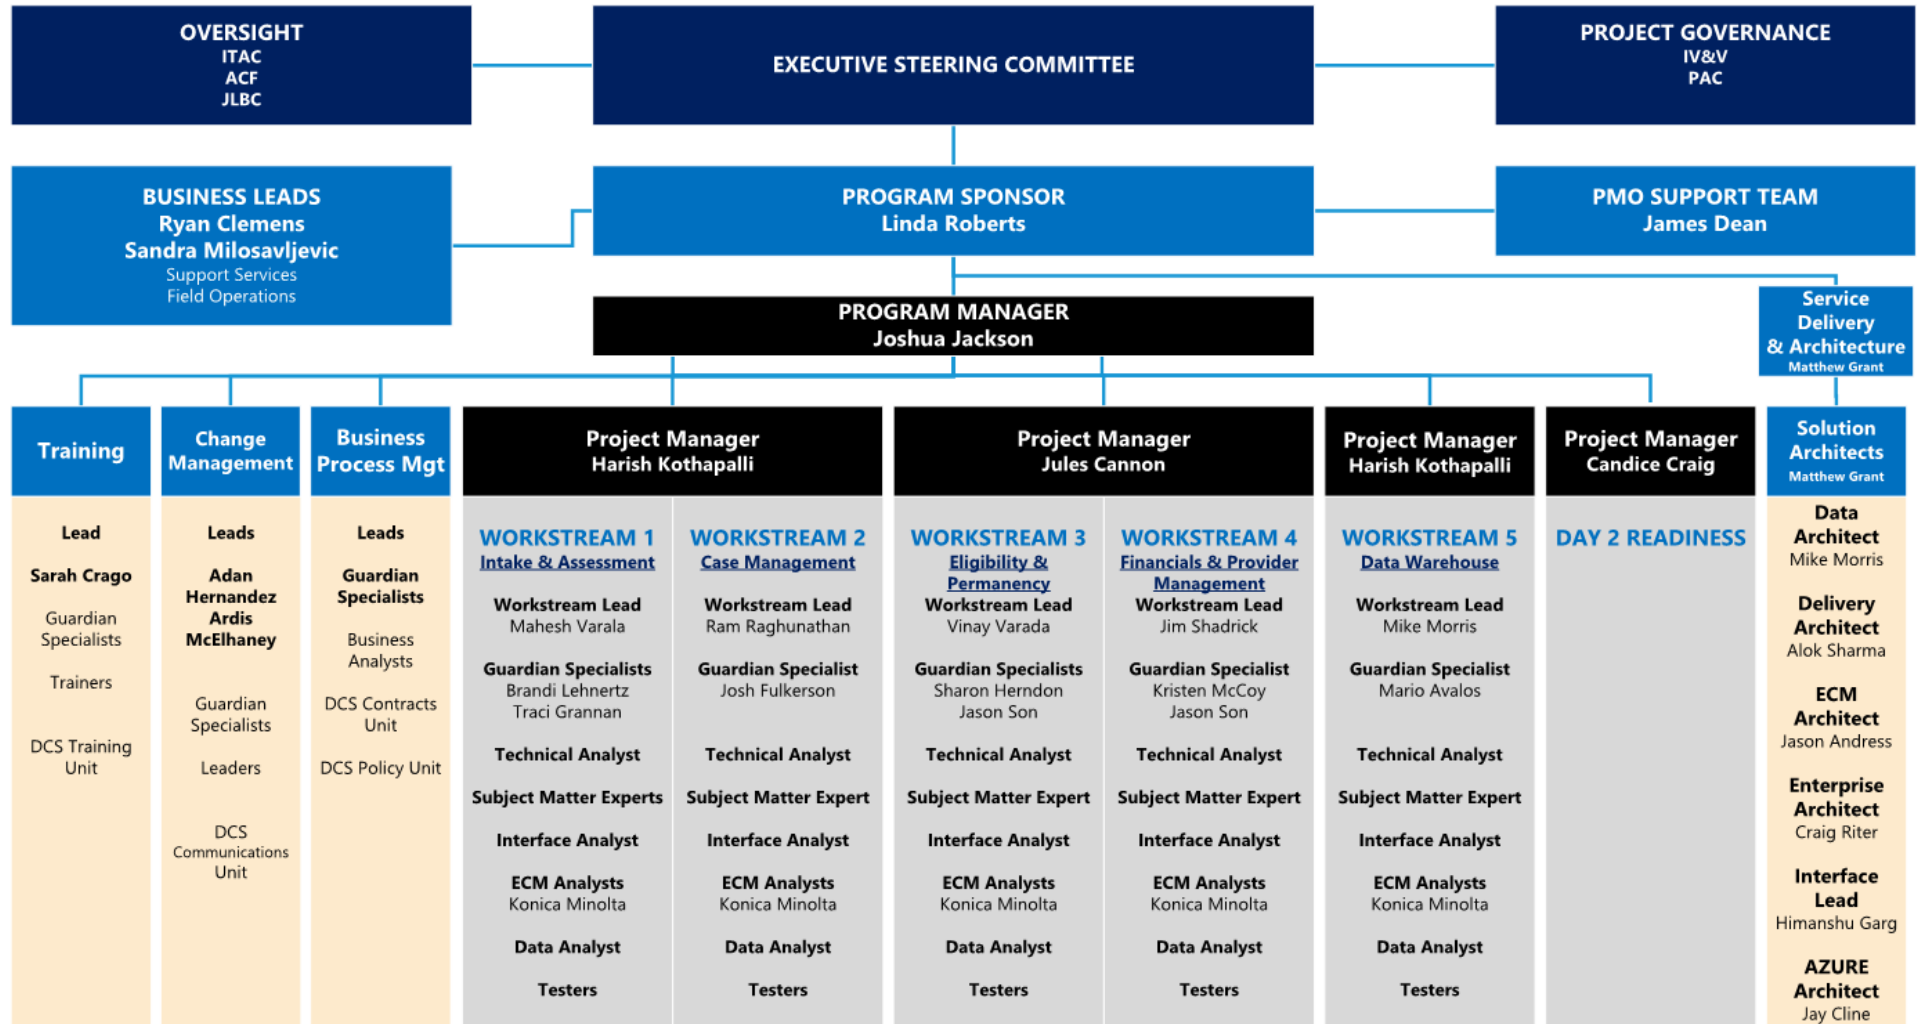 OVERSIGHT
ITAC
ACF
JLBC
EXECUTIVE STEERING COMMITTEE
PROJECT GOVERNANCE
IV&V
PAC
BUSINESS LEADS
Ryan Clemens
Sandra Milosavljevic
Support Services
Field Operations
PROGRAM SPONSOR
Linda Roberts
PMO SUPPORT TEAM
James Dean
PROGRAM MANAGER
Joshua Jackson
Service
Delivery
& Architecture
Matthew Grant
Training
Lead
Sarah Crago
Guardian
Specialists
Trainers
DCS Training
Unit
Change
Management
Leads
Adan
Hernandez
Ardis
McElhaney
Guardian
Specialists
Leaders
DCS
Communications
Unit
Business
Process Mgt
Leads
Guardian
Specialists
Business
Analysts
DCS Contracts
Unit
DCS Policy Unit
Project Manager
Harish Kothapalli
WORKSTREAM 1
Intake & Assessment
Workstream Lead
Mahesh Varala
Guardian Specialists
Brandi Lehnertz
Traci Grannan
Technical Analyst
Subject Matter Experts
Interface Analyst
ECM Analysts
Konica Minolta
Data Analyst
Testers
WORKSTREAM 2
Case Management
Workstream Lead
Ram Raghunathan
Guardian Specialist
Josh Fulkerson
Technical Analyst
Subject Matter Expert
Interface Analyst
ECM Analysts
Konica Minolta
Data Analyst
Testers
Project Manager
Jules Cannon
WORKSTREAM 3
Eligibility &
Permanency
Workstream Lead
Vinay Varada
Guardian Specialists
Sharon Herndon
Jason Son
Technical Analyst
Subject Matter Expert
Interface Analyst
ECM Analysts
Konica Minolta
Data Analyst
Testers
WORKSTREAM 4
Financials & Provider
Management
Workstream Lead
Jim Shadrick
Guardian Specialist
Kristen McCoy
Jason Son
Technical Analyst
Subject Matter Expert
Interface Analyst
ECM Analysts
Konica Minolta
Data Analyst
Testers
Project Manager
Harish Kothapalli
WORKSTREAM 5
Data Warehouse
Workstream Lead
Mike Morris
Guardian Specialist
Mario Avalos
Technical Analyst
Subject Matter Expert
Interface Analyst
ECM Analysts
Konica Minolta
Data Analyst
Testers
Project Manager
Candice Craig
DAY 2 READINESS
Solution
Architects
Matthew Grant
Data
Architect
Mike Morris
Delivery
Architect
Alok Sharma
ECM
Architect
Jason Andress
Enterprise
Architect
Craig Riter
Interface
Lead
Himanshu Garg
AZURE
Architect
Jay Cline